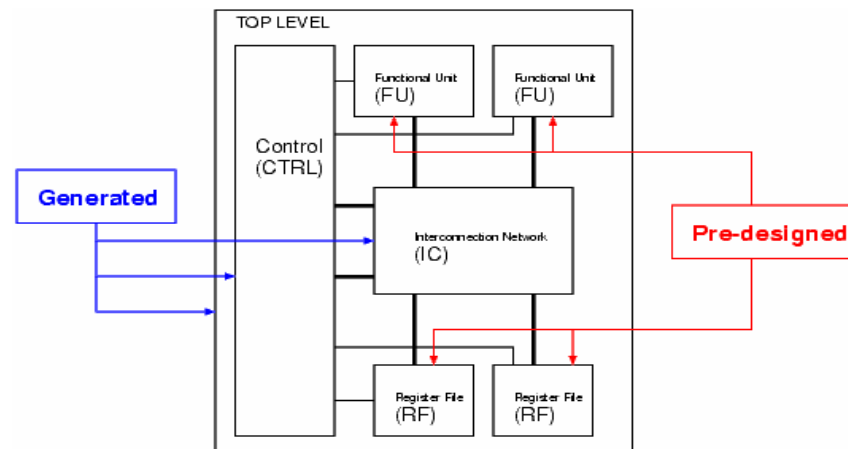 TOP LEVEL
Functional Unit
(FU)
Functional Unit
(FU)
Control
(CTRL)
Generated
Pre-designed
Interconnection Network
(IC)
Register File
(RF)
Register File
(RF)